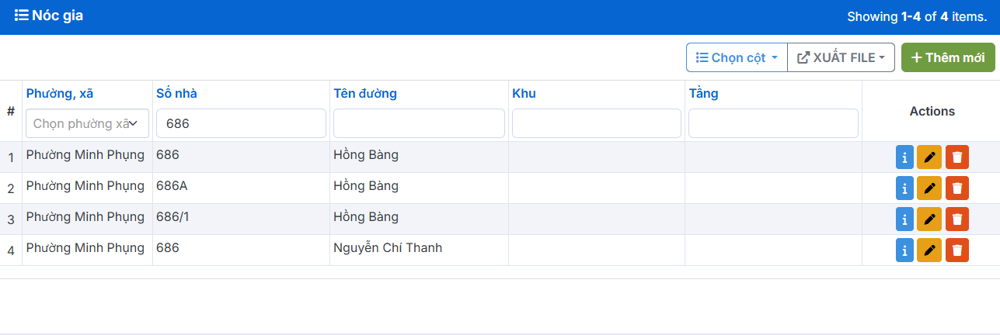 Nóc gia
Showing 1-4 of 4 items.
Chọn cột
XUẤT FILE
Thêm mới
# Phường, xã Số nhà Tên đường Khu Tầng Actions
Chọn phường xã 686
1 Phường Minh Phụng 686 Hồng Bàng
2 Phường Minh Phụng 686A Hồng Bàng
3 Phường Minh Phụng 686/1 Hồng Bàng
4 Phường Minh Phụng 686 Nguyễn Chí Thanh